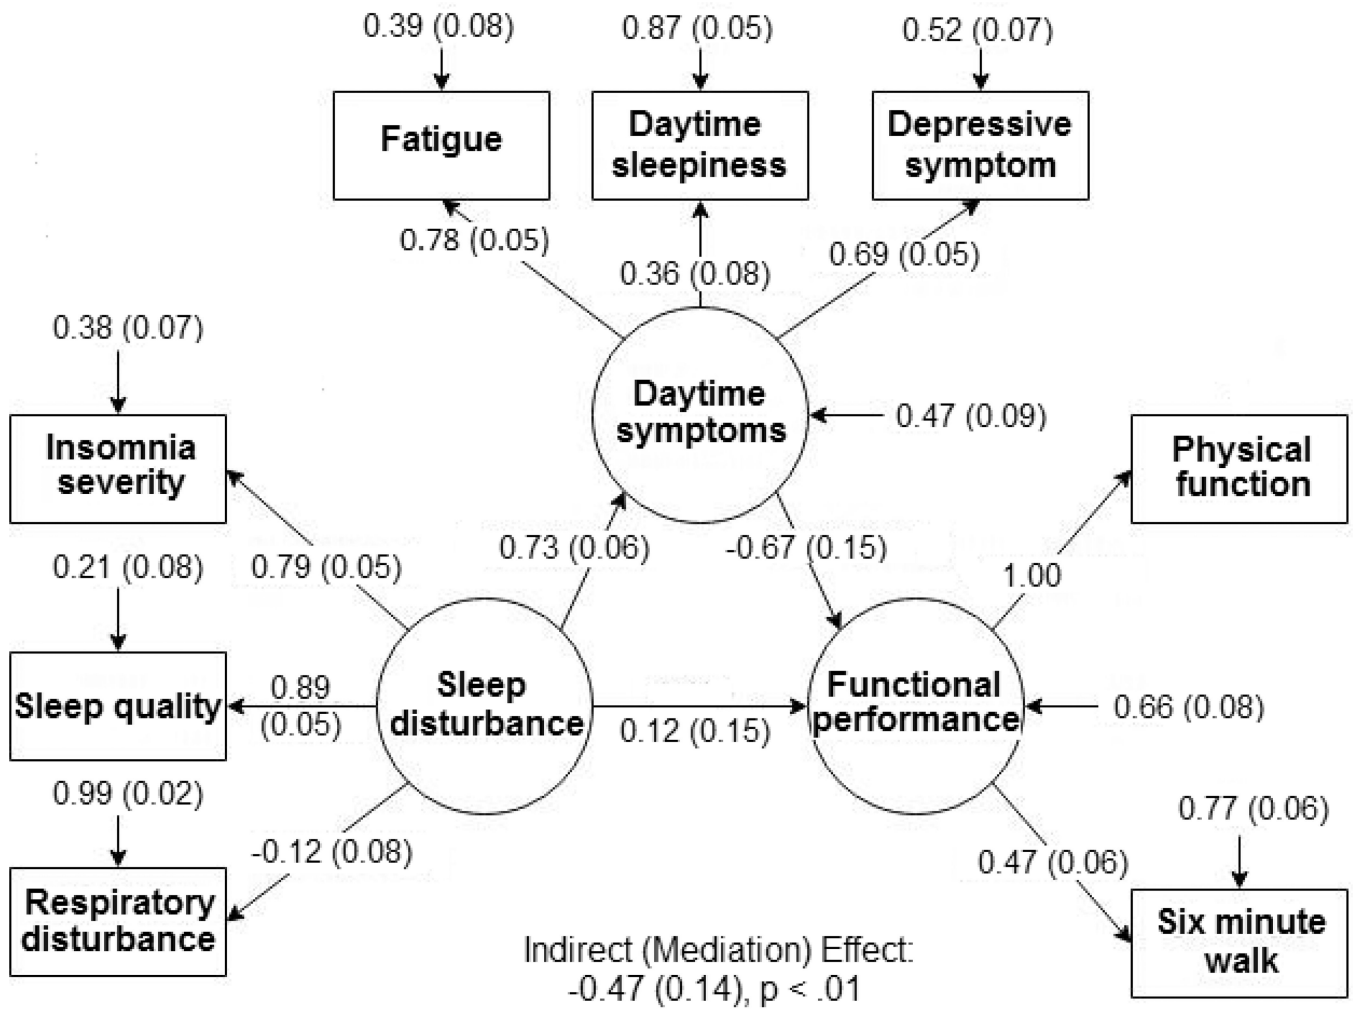 0.39 (0.08)
0.87 (0.05)
0.52 (0.07)
Fatigue
Daytime
sleepiness
Depressive
symptom
0.78 (0.05)
0.36 (0.08)
0.69 (0.05)
0.38 (0.07)
Insomnia
severity
Daytime
symptoms
0.47 (0.09)
Physical
function
0.79 (0.05)
0.73 (0.06)
-0.67 (0.15)
1.00
0.21 (0.08)
Sleep quality
0.89
(0.05)
Sleep
disturbance
0.12 (0.15)
Functional
performance
0.66 (0.08)
0.99 (0.02)
-0.12 (0.08)
Respiratory
disturbance
0.47 (0.06)
0.77 (0.06)
Six minute
walk
Indirect (Mediation) Effect:
-0.47 (0.14), p < .01